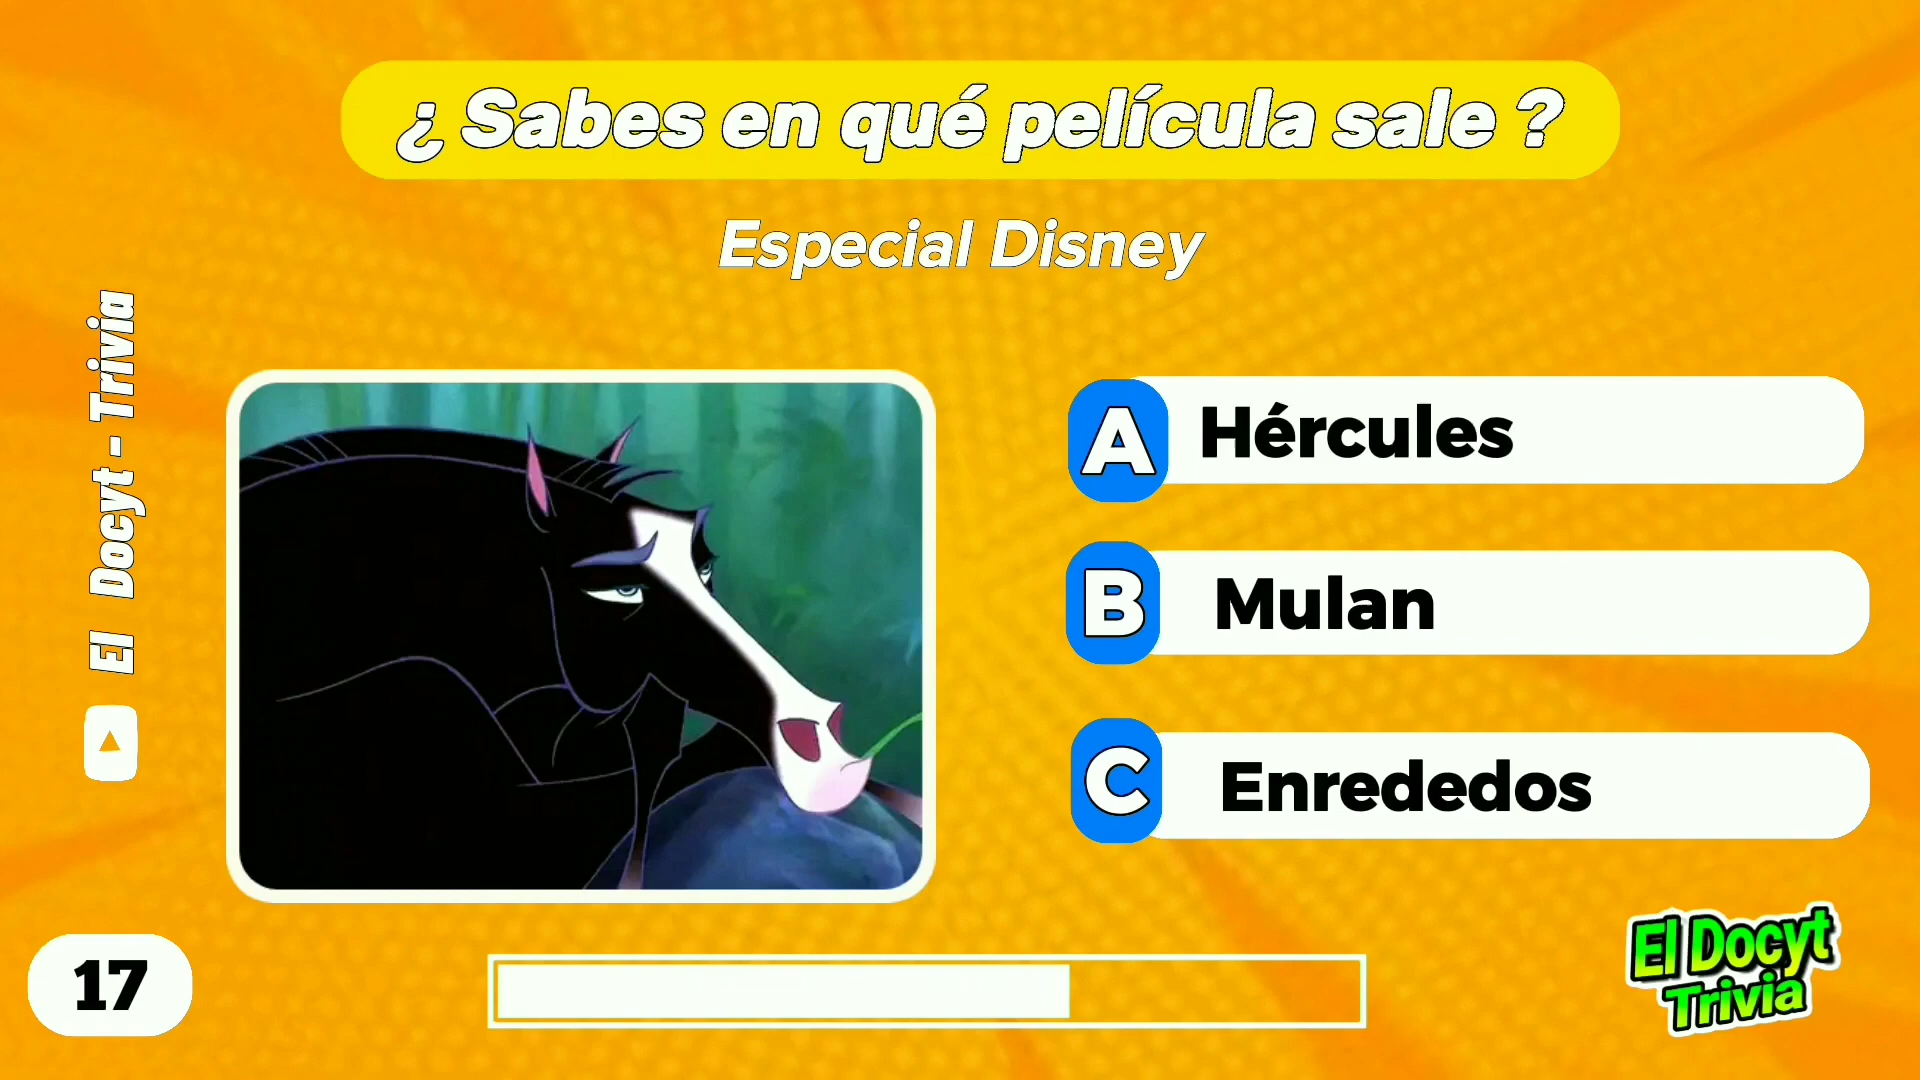 ¿ Sabes en qué película sale ?
Especial Disney
El Docyt - Trivia
A Hércules
B Mulan
C Enrededos
17
El Docyt
Trivia